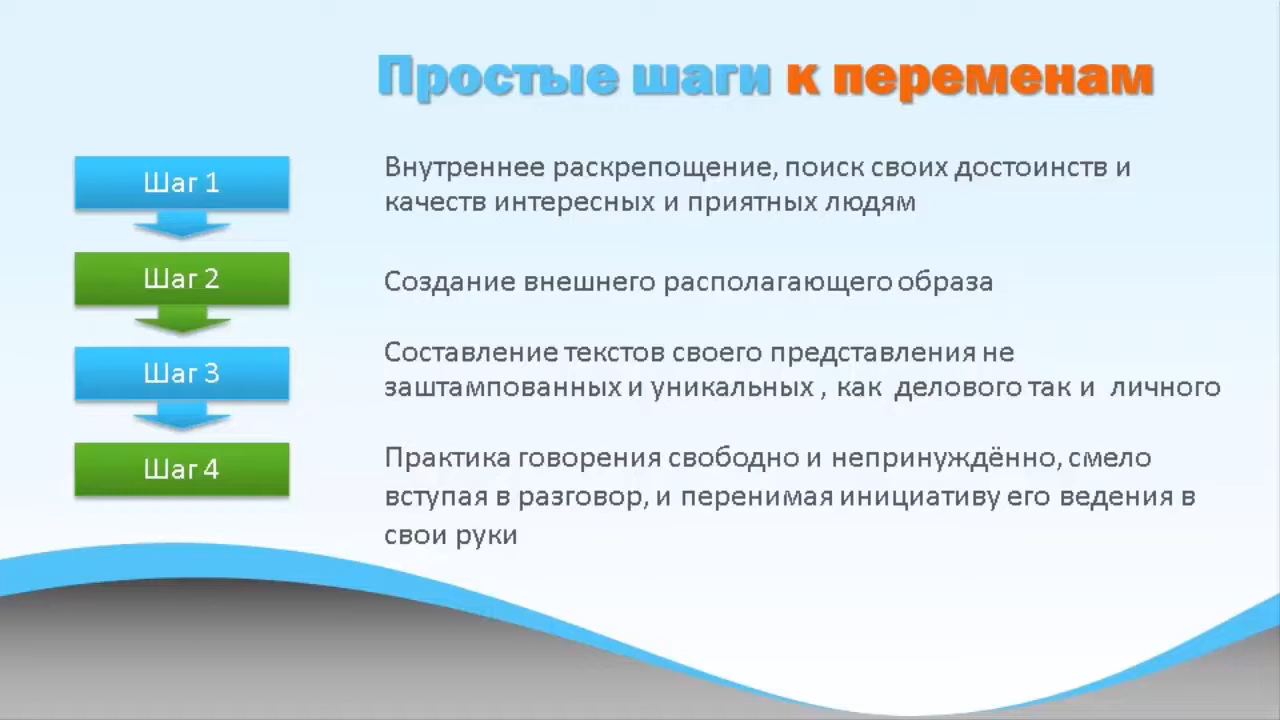 Простые шаги к переменам
Шаг 1
Внутреннее раскрепощение, поиск своих достоинств и
качеств интересных и приятных людям
Шаг 2
Создание внешнего располагающего образа
Шаг 3
Составление текстов своего представления не
заштампованных и уникальных , как делового так и личного
Шаг 4
Практика говорения свободно и непринуждённо, смело
вступая в разговор, и перенимая инициативу его ведения в
свои руки